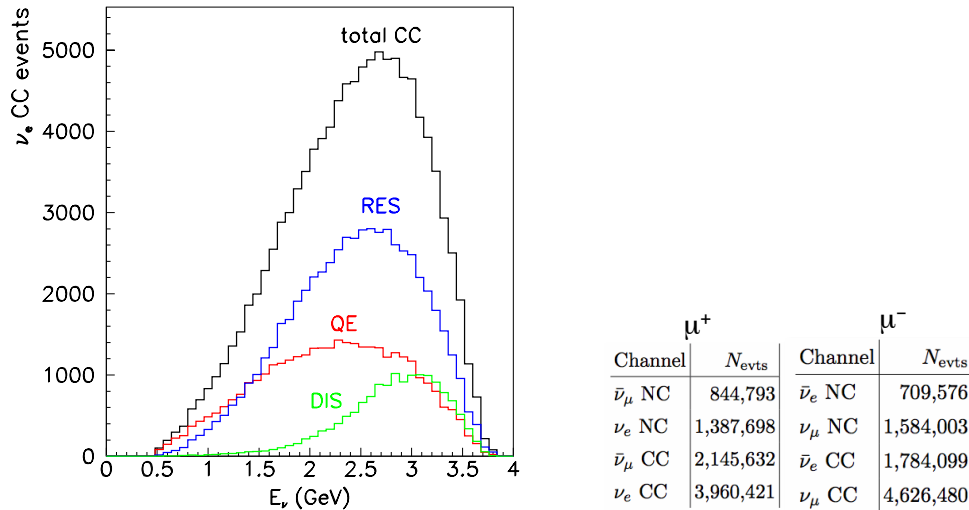 total CC
ν_e CC events
5000
4000
3000
2000
1000
0
RES
QE
DIS
0 0.5 1 1.5 2 2.5 3 3.5 4
E_ν (GeV)
μ⁺
Channel N_evts
ν̄_μ NC 844,793
ν_e NC 1,387,698
ν̄_μ CC 2,145,632
ν_e CC 3,960,421
μ⁻
Channel N_evts
ν̄_e NC 709,576
ν_μ NC 1,584,003
ν̄_e CC 1,784,099
ν_μ CC 4,626,480